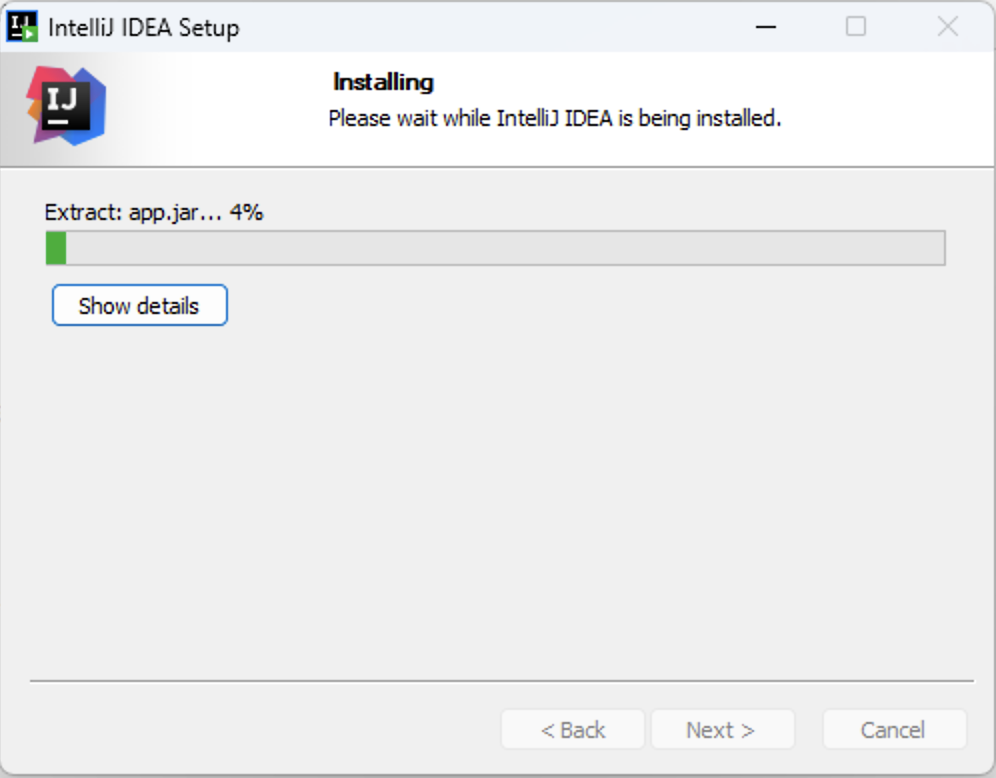 IntelliJ IDEA Setup
IJ
Installing
Please wait while IntelliJ IDEA is being installed.
Extract: app.jar... 4%
Show details
< Back
Next >
Cancel